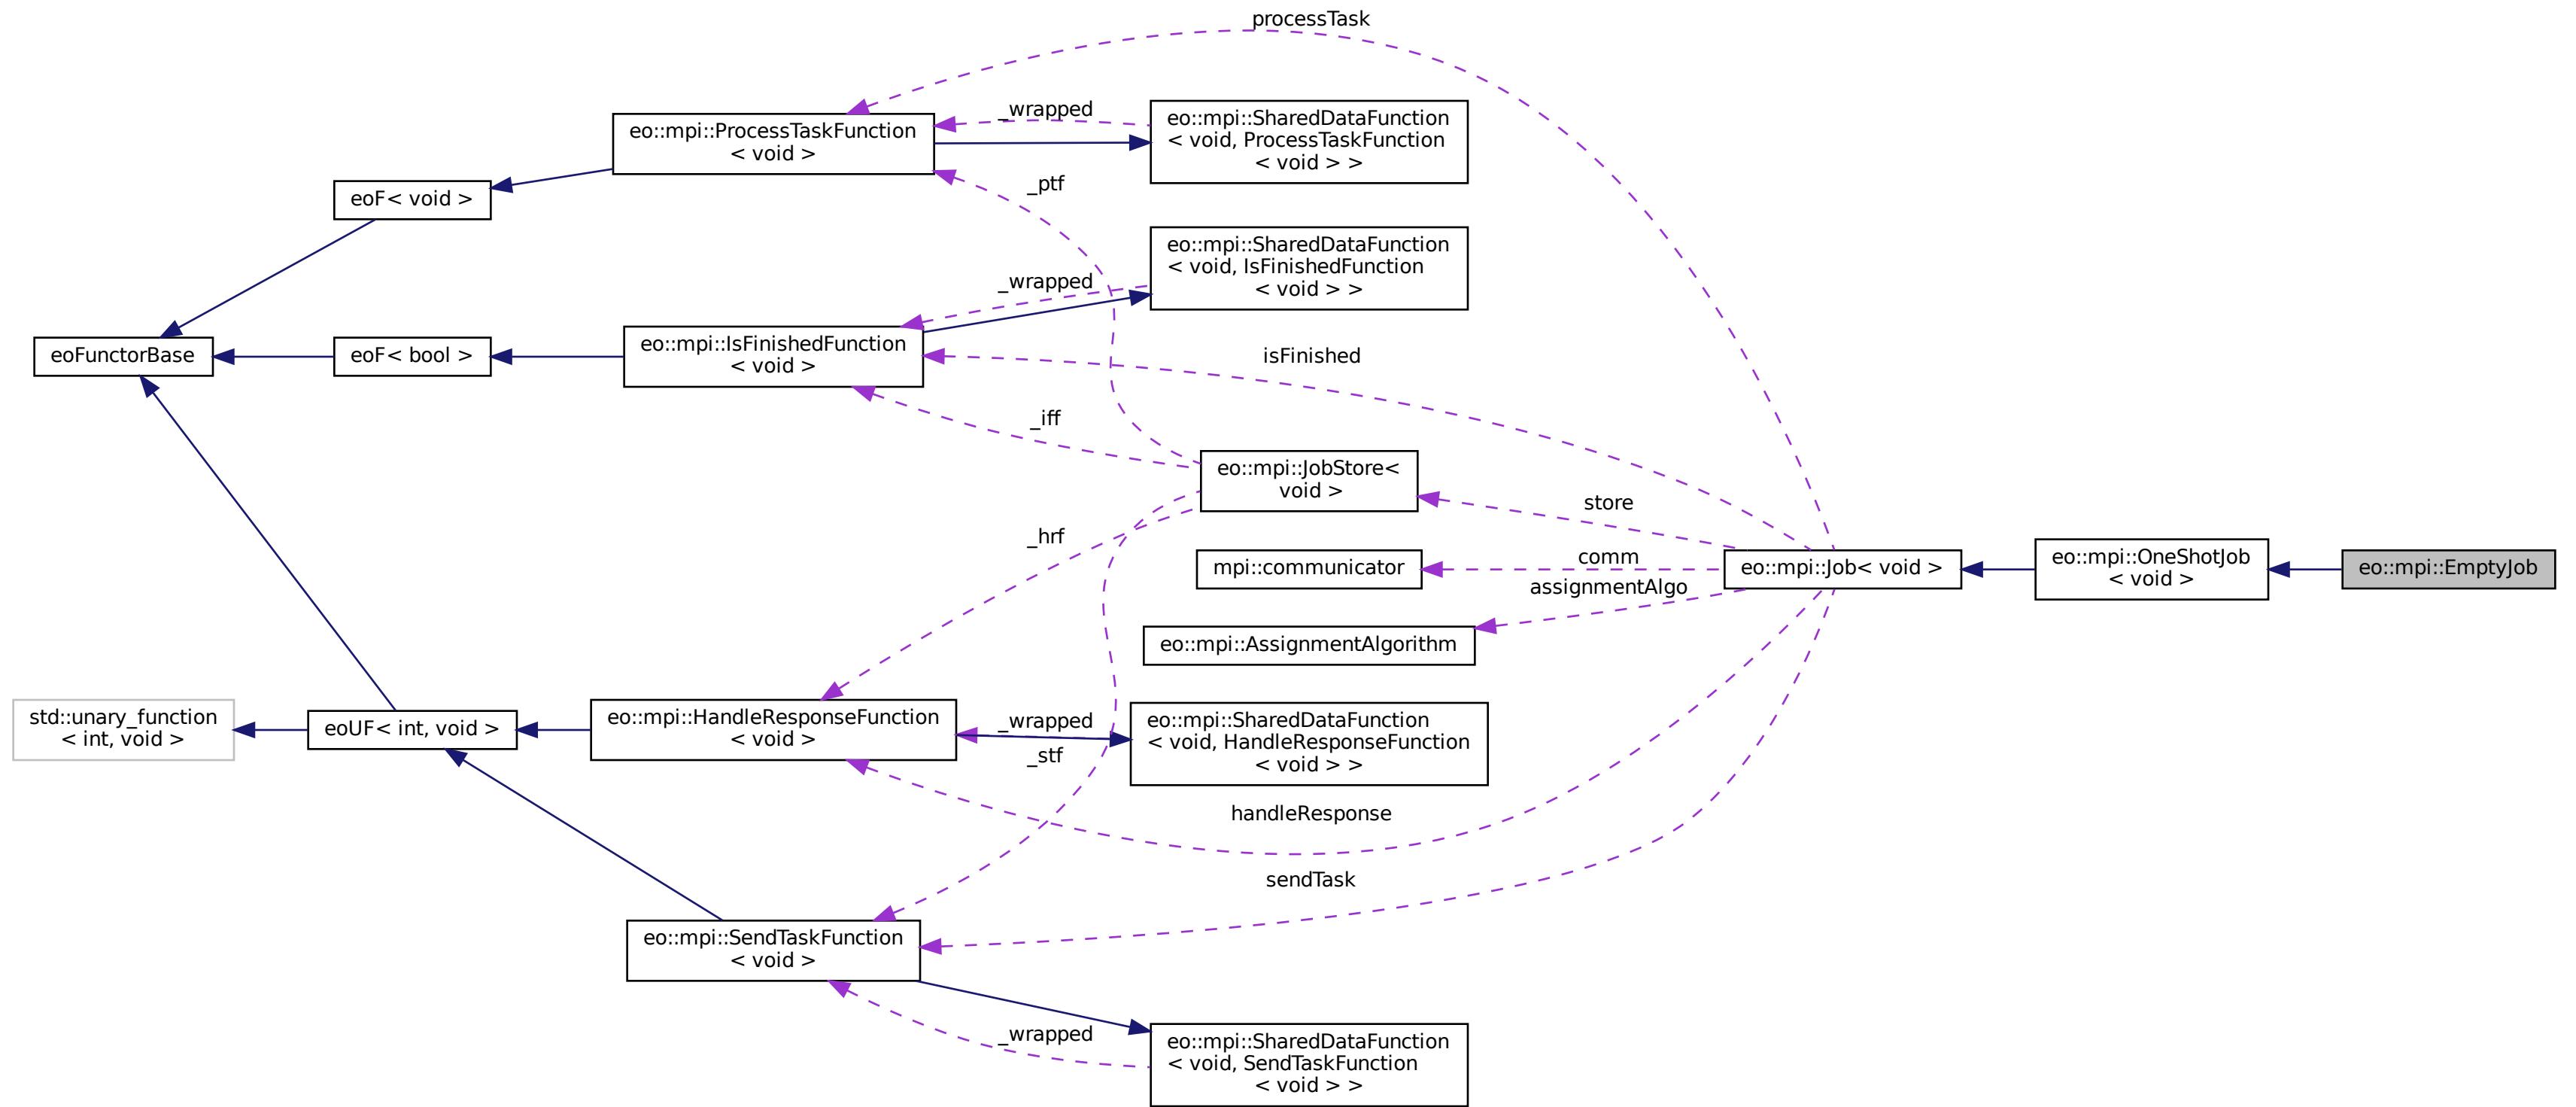 processTask
eo::mpi::ProcessTaskFunction
< void >
_wrapped
eo::mpi::SharedDataFunction
< void, ProcessTaskFunction
< void > >
eoF< void >
_ptf
eo::mpi::SharedDataFunction
< void, IsFinishedFunction
< void > >
_wrapped
eoFunctorBase
eoF< bool >
eo::mpi::IsFinishedFunction
< void >
isFinished
_iff
eo::mpi::JobStore<
void >
store
_hrf
mpi::communicator
comm
eo::mpi::Job< void >
eo::mpi::OneShotJob
< void >
eo::mpi::EmptyJob
assignmentAlgo
eo::mpi::AssignmentAlgorithm
std::unary_function
< int, void >
eoUF< int, void >
eo::mpi::HandleResponseFunction
< void >
_wrapped
_stf
eo::mpi::SharedDataFunction
< void, HandleResponseFunction
< void > >
handleResponse
sendTask
eo::mpi::SendTaskFunction
< void >
_wrapped
eo::mpi::SharedDataFunction
< void, SendTaskFunction
< void > >